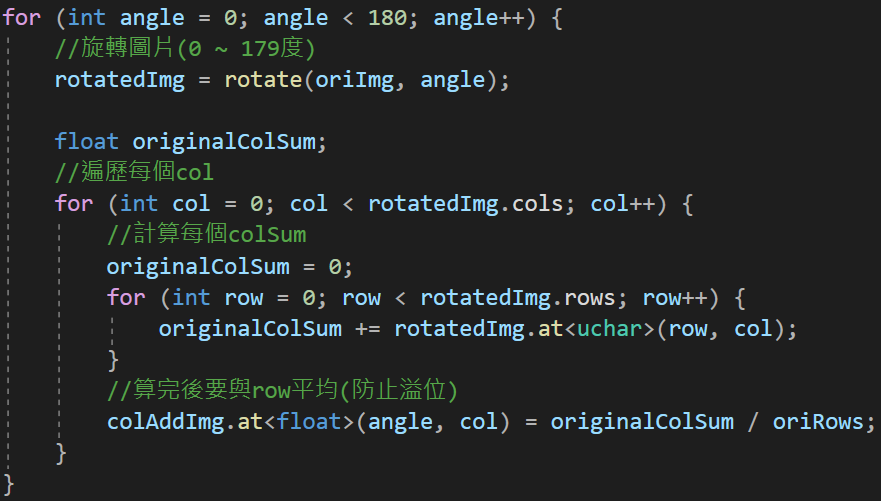 for (int angle = 0; angle < 180; angle++) {
    //旋轉圖片(0 ~ 179度)
    rotatedImg = rotate(oriImg, angle);

    float originalColSum;
    //遍歷每個col
    for (int col = 0; col < rotatedImg.cols; col++) {
        //計算每個colSum
        originalColSum = 0;
        for (int row = 0; row < rotatedImg.rows; row++) {
            originalColSum += rotatedImg.at<uchar>(row, col);
        }
        //算完後要與row平均(防止溢位)
        colAddImg.at<float>(angle, col) = originalColSum / oriRows;
    }
}